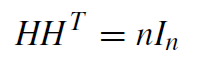 HH^T = nI_n